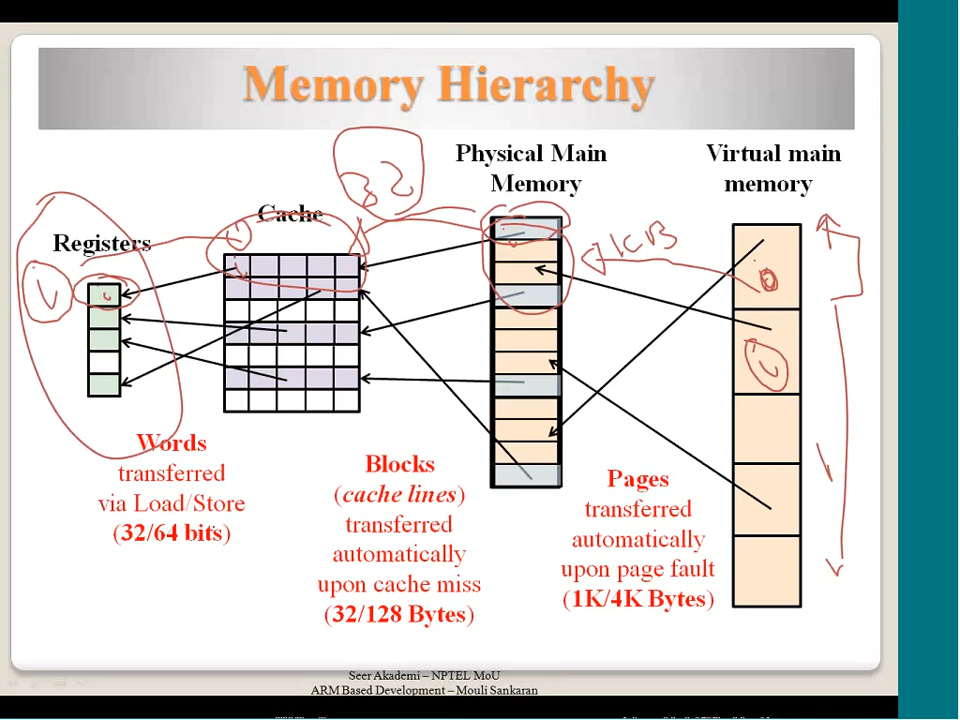 Memory Hierarchy
Physical Main
Memory
Virtual main
memory
32
Cache
Registers
1KB
Words
transferred
via Load/Store
(32/64 bits)
Blocks
(cache lines)
transferred
automatically
upon cache miss
(32/128 Bytes)
Pages
transferred
automatically
upon page fault
(1K/4K Bytes)
Seer Akademi – NPTEL MoU
ARM Based Development – Mouli Sankaran